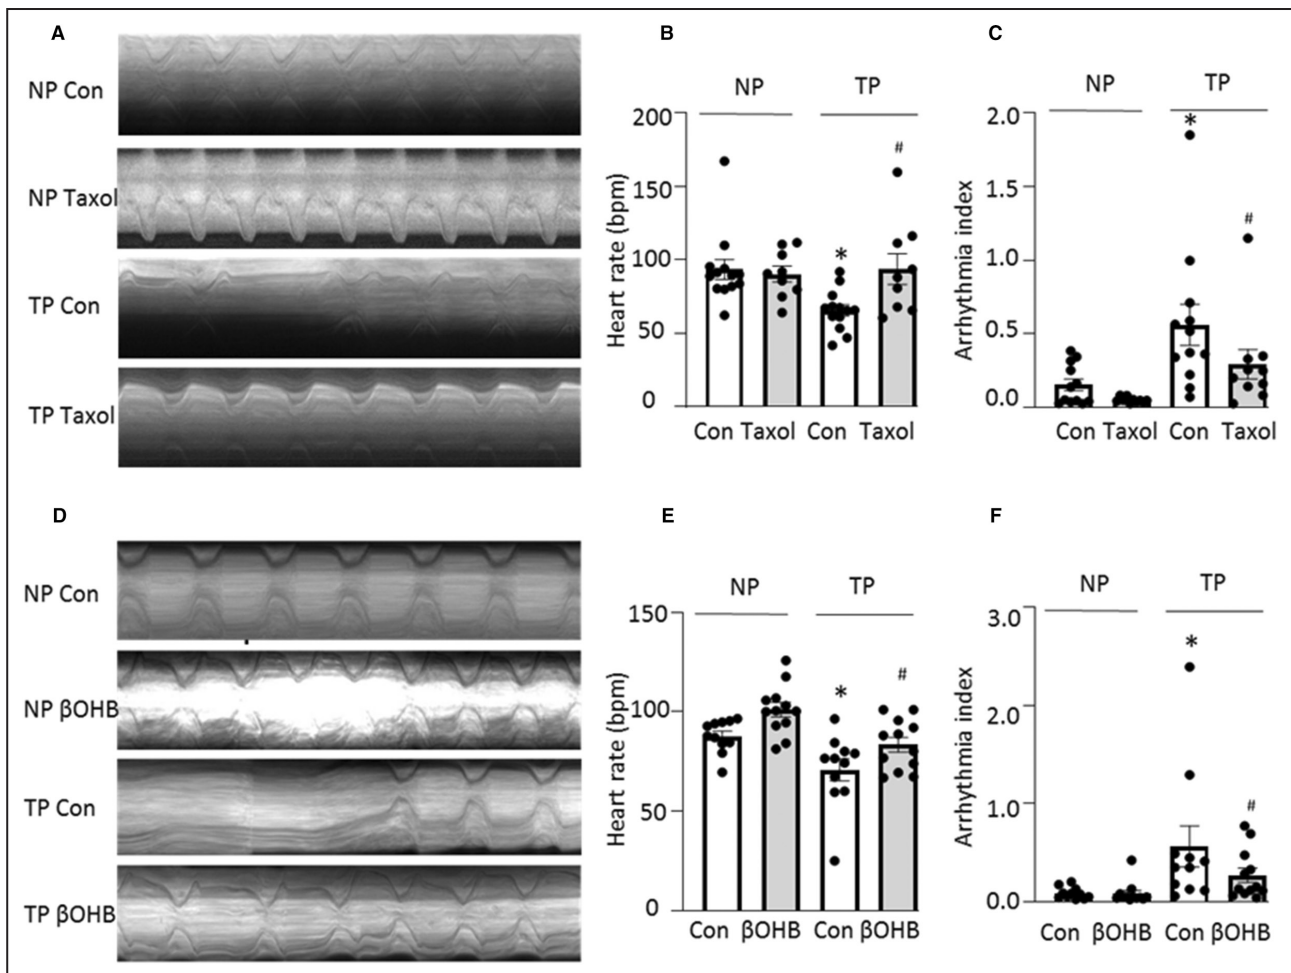 A
NP Con
NP Taxol
TP Con
TP Taxol
B
NP TP
Heart rate (bpm)
200
150
100
50
0
*
#
Con Taxol Con Taxol
C
NP TP
Arrhythmia index
2.0
1.5
1.0
0.5
0.0
*
#
Con Taxol Con Taxol
D
NP Con
NP βOHB
TP Con
TP βOHB
E
NP TP
Heart rate (bpm)
150
100
50
0
*
#
Con βOHB Con βOHB
F
NP TP
Arrhythmia index
3.0
2.0
1.0
0.0
*
#
Con βOHB Con βOHB